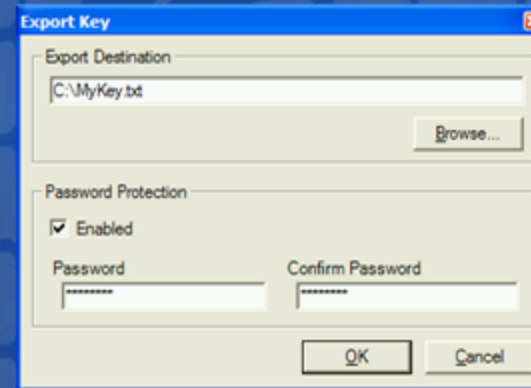 Export Key
Export Destination
C:\MyKey.txt
Browse...
Password Protection
Enabled
Password
Confirm Password
********
********
OK
Cancel